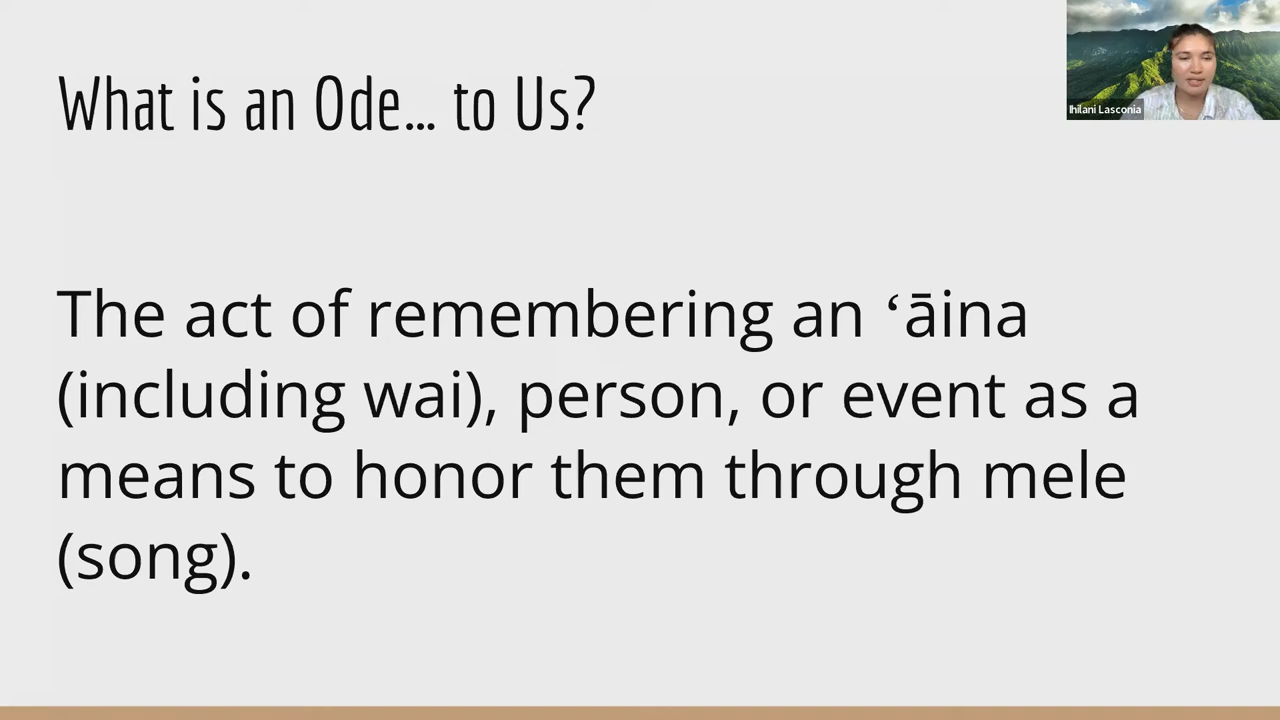 What is an Ode... to Us?
Ihilani Lasconia
The act of remembering an ʻāina
(including wai), person, or event as a
means to honor them through mele
(song).